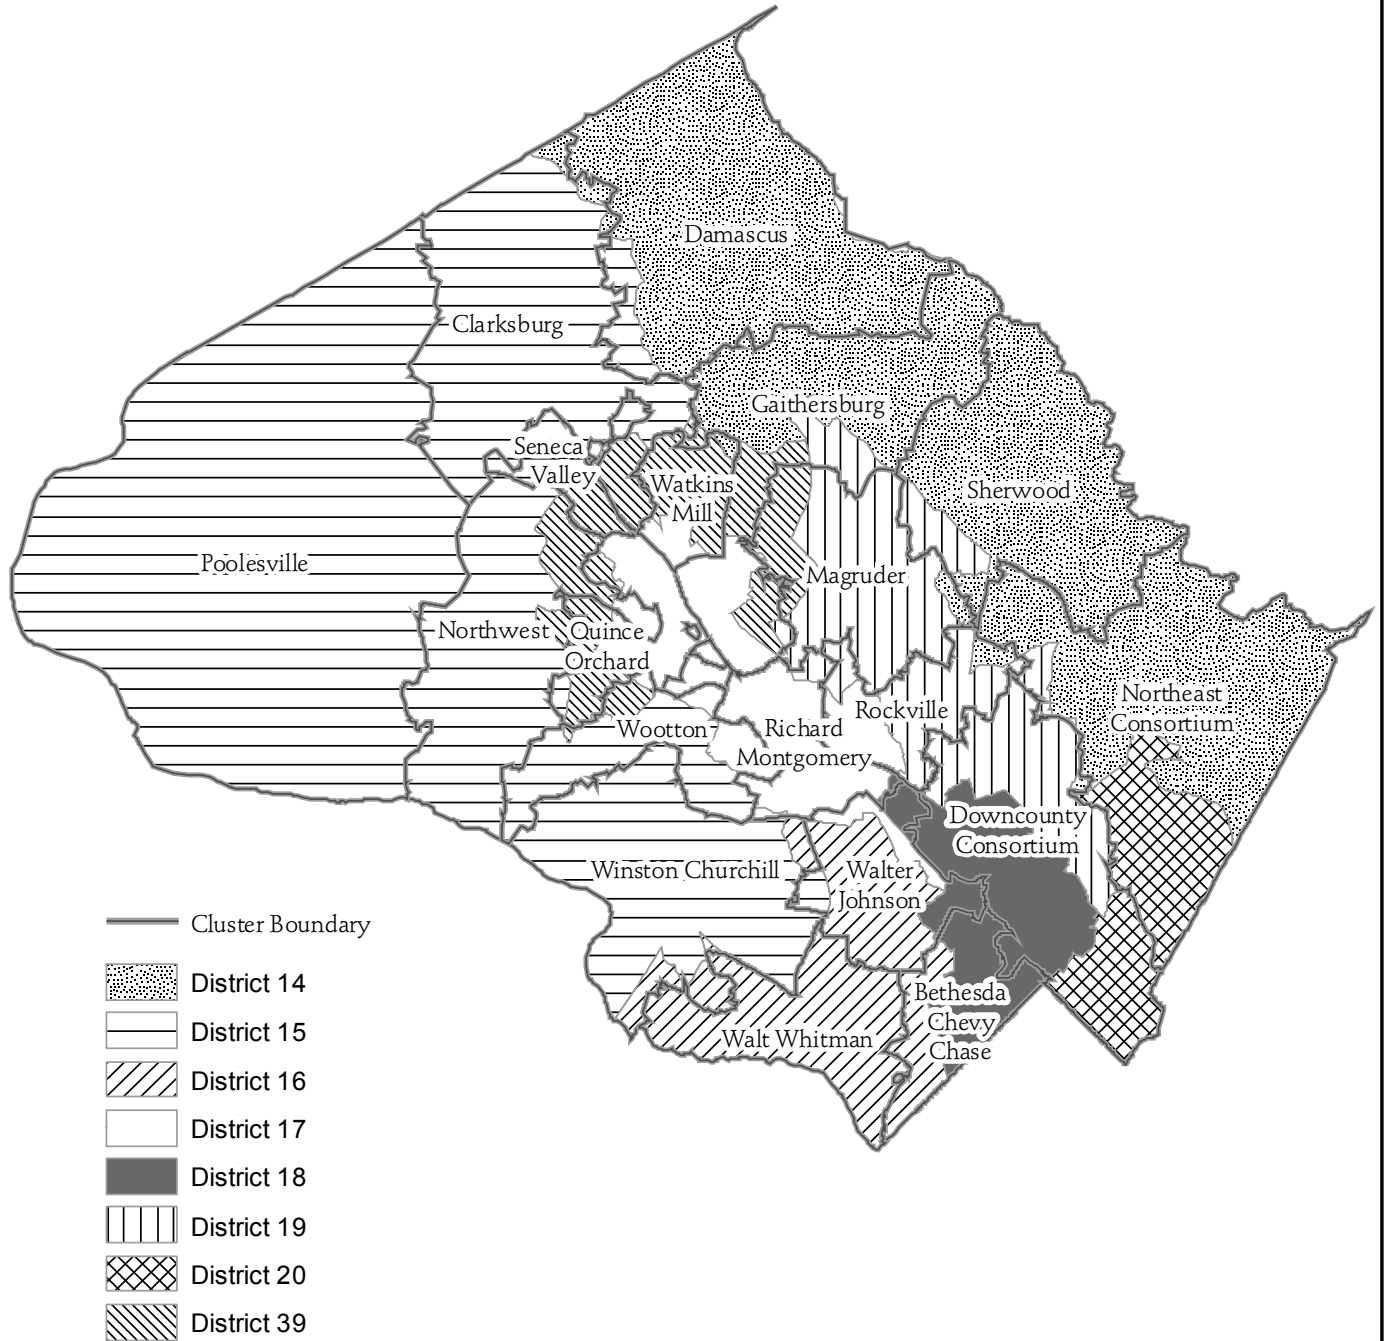 Damascus
Clarksburg
Gaithersburg
Seneca
Valley
Watkins
Mill
Sherwood
Poolesville
Magruder
Northwest
Quince
Orchard
Northeast
Consortium
Rockville
Wootton
Richard
Montgomery
Downcounty
Consortium
Winston Churchill
Walter
Johnson
Bethesda
Chevy
Chase
Walt Whitman
Cluster Boundary
District 14
District 15
District 16
District 17
District 18
District 19
District 20
District 39